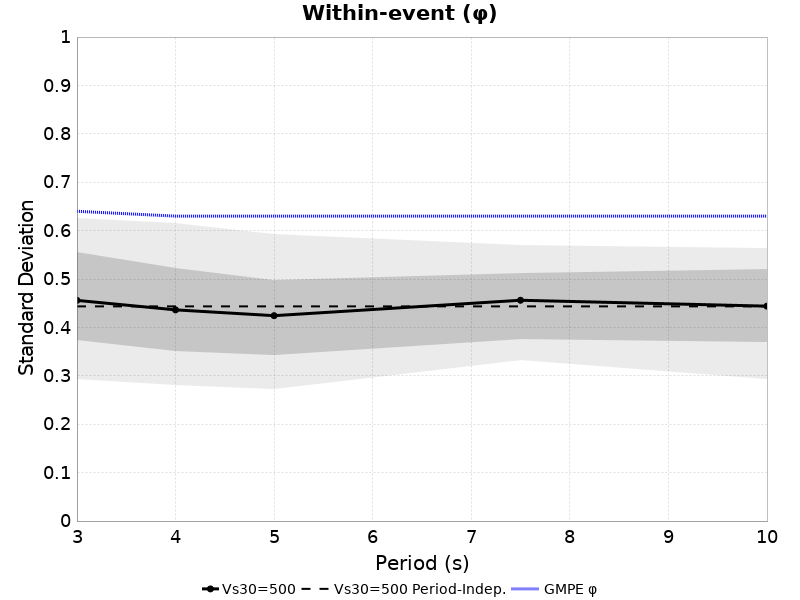 Within-event (φ)
1
0.9
0.8
0.7
0.6
0.5
0.4
0.3
0.2
0.1
0
Standard Deviation
3 4 5 6 7 8 9 10
Period (s)
Vs30=500 Vs30=500 Period-Indep. GMPE φ